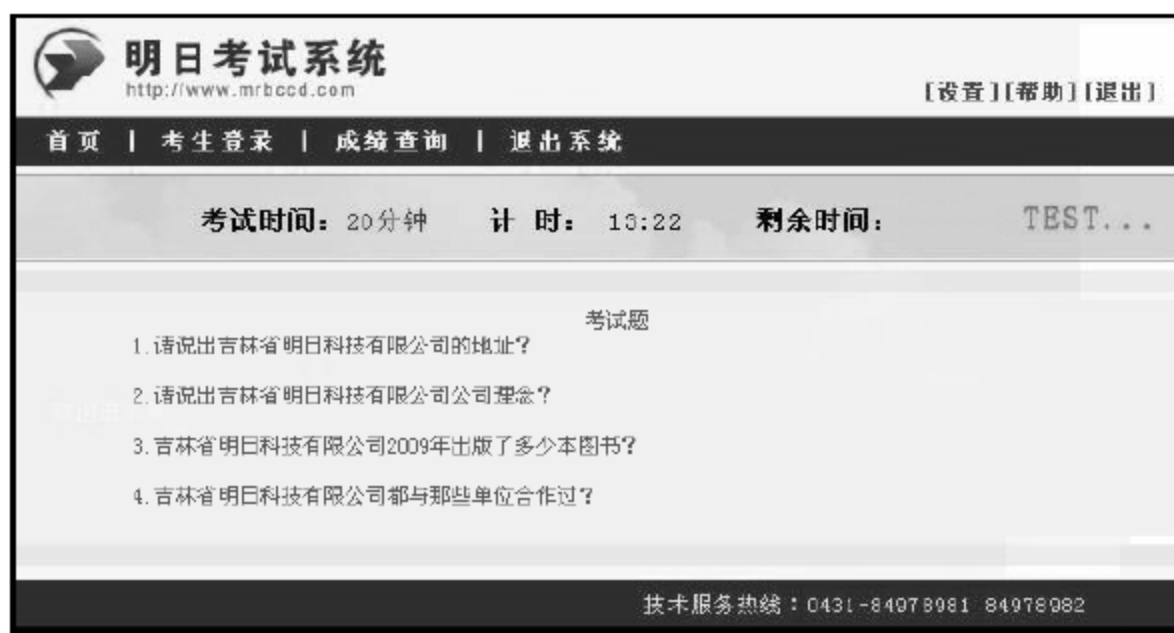 明日考试系统
http://www.mrbccd.com
[设置][帮助][退出]
首页 | 考生登录 | 成绩查询 | 退出系统
考试时间：20分钟 计 时： 13:22 剩余时间： TEST...
考试题
1.请说出吉林省明日科技有限公司的地址?
2.请说出吉林省明日科技有限公司公司理念?
3.吉林省明日科技有限公司2009年出版了多少本图书?
4.吉林省明日科技有限公司都与那些单位合作过?
技术服务热线：0431-84978981 84978982